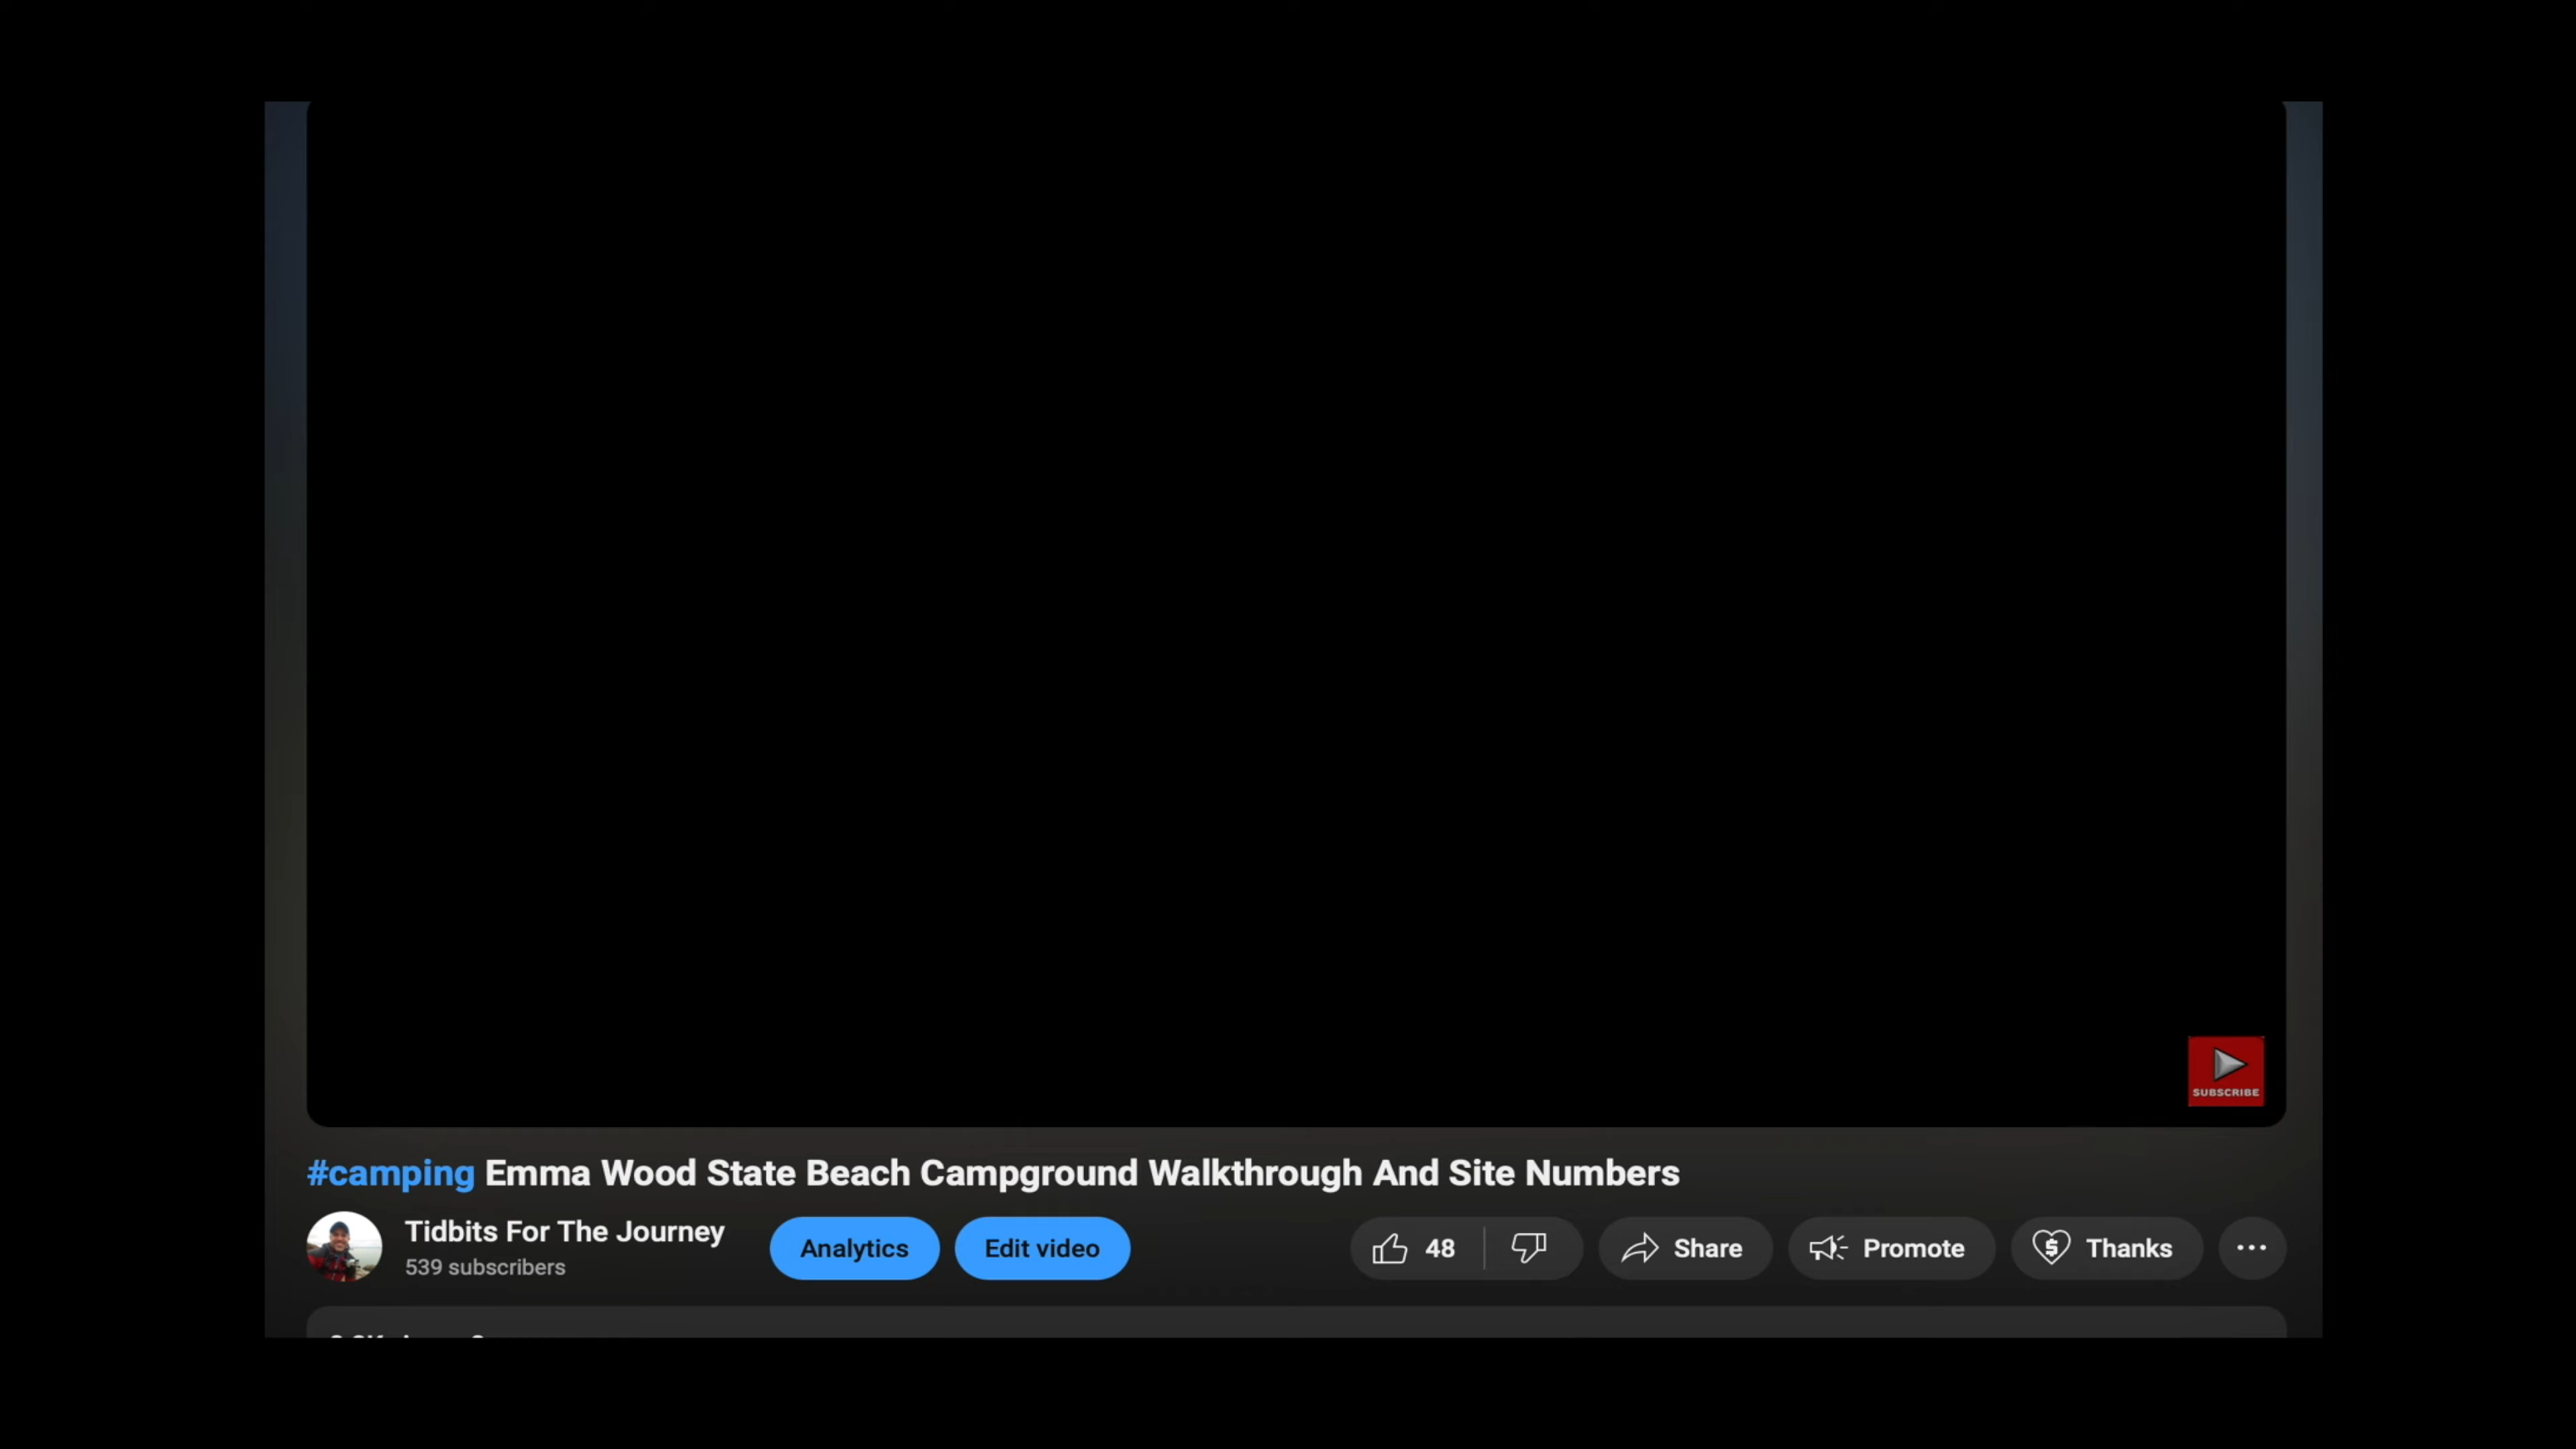 SUBSCRIBE
#camping Emma Wood State Beach Campground Walkthrough And Site Numbers
Tidbits For The Journey
539 subscribers
Analytics
Edit video
48
Share
Promote
Thanks